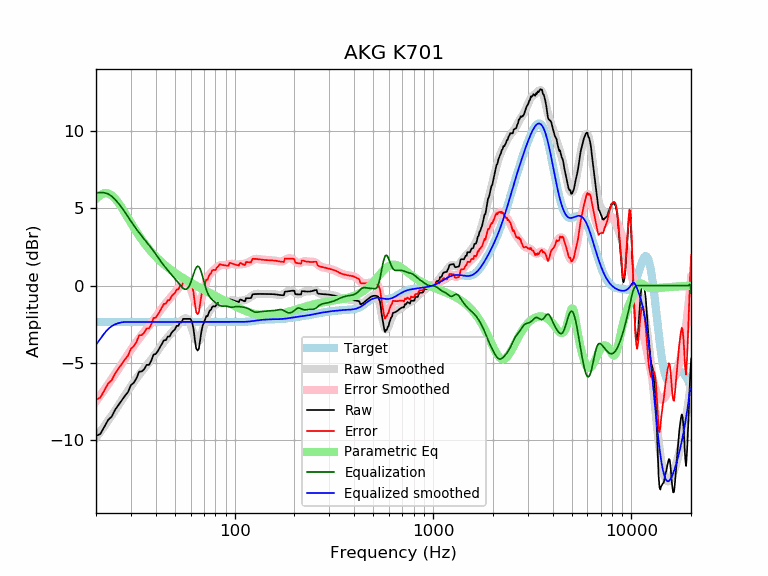 AKG K701
Amplitude (dBr)
10
5
0
−5
−10
Target
Raw Smoothed
Error Smoothed
Raw
Error
Parametric Eq
Equalization
Equalized smoothed
100
1000
10000
Frequency (Hz)